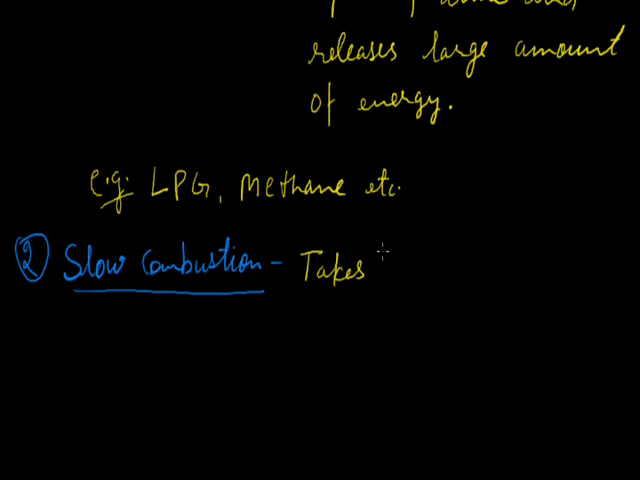 releases large amount
of energy.
e.g. LPG, Methane etc.
② Slow Combustion - Takes